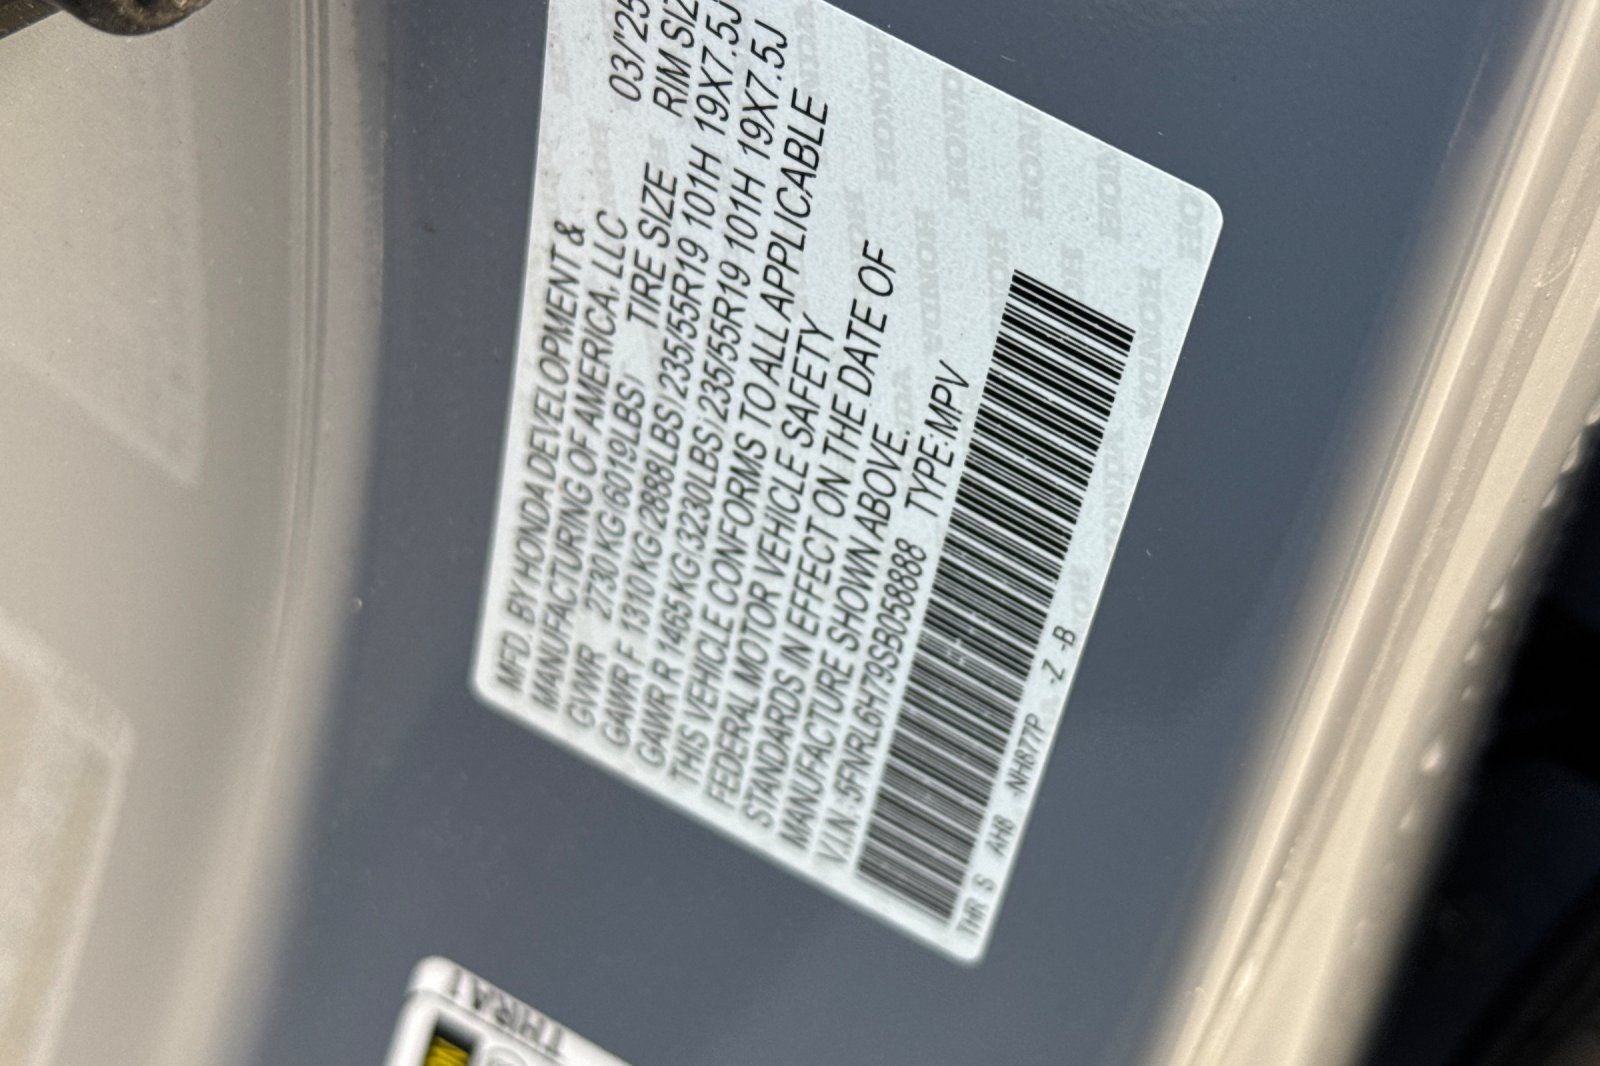 MFD. BY HONDA DEVELOPMENT &
MANUFACTURING OF AMERICA, LLC 03/'25
GVWR 2730KG(6019LBS) TIRE SIZE RIM SIZ
GAWR F 1310KG(2888LBS) 235/55R19 101H 19X7.5J
GAWR R 1465KG(3230LBS) 235/55R19 101H 19X7.5J
THIS VEHICLE CONFORMS TO ALL APPLICABLE
FEDERAL MOTOR VEHICLE SAFETY
STANDARDS IN EFFECT ON THE DATE OF
MANUFACTURE SHOWN ABOVE.
V.I.N.: 5FNRL6H79SB058888 TYPE:MPV
THR S AH8 -NH877P -Z -B
HONDA
THRA1